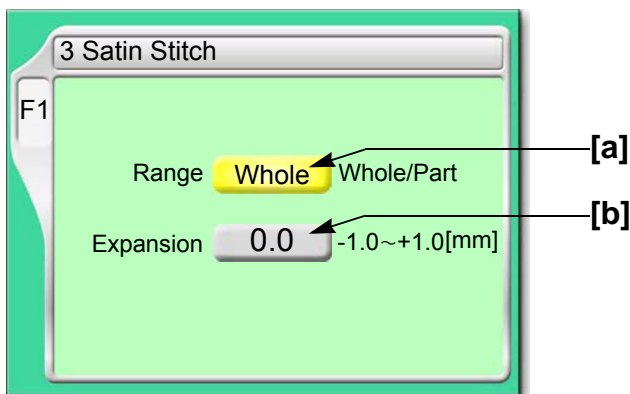 3 Satin Stitch
F1
Range Whole Whole/Part [a]
Expansion 0.0 -1.0~+1.0[mm] [b]